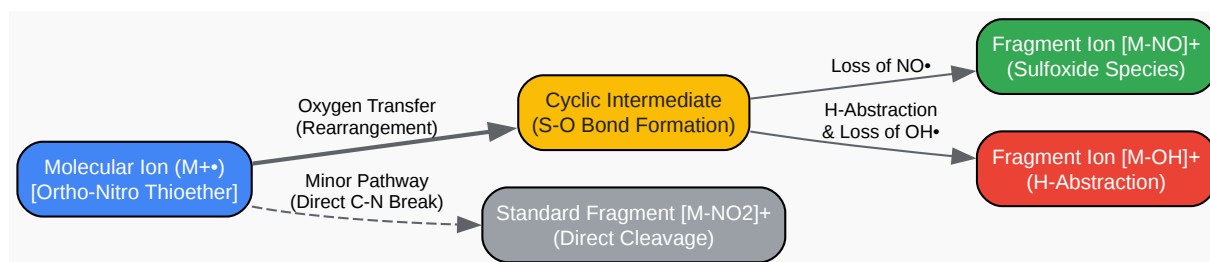 Molecular Ion (M+•)
[Ortho-Nitro Thioether]
Oxygen Transfer
(Rearrangement)
Minor Pathway
(Direct C-N Break)
Cyclic Intermediate
(S-O Bond Formation)
Standard Fragment [M-NO2]+
(Direct Cleavage)
Loss of NO•
H-Abstraction
& Loss of OH•
Fragment Ion [M-NO]+
(Sulfoxide Species)
Fragment Ion [M-OH]+
(H-Abstraction)